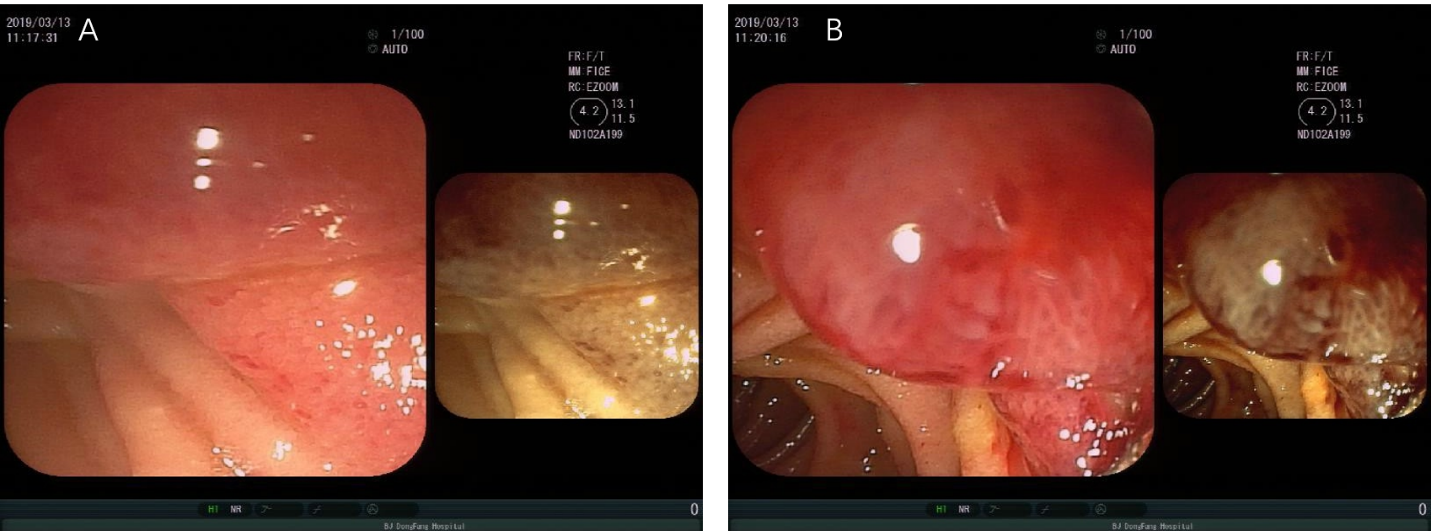 2019/03/13
11:17:31
A
1/100
AUTO
FR:F/T
MM:FICE
RC:EZOOM
4.2
13.1
11.5
ND102A199
HT NR
0
BJ DongFang Hospital
2019/03/13
11:20:16
B
1/100
AUTO
FR:F/T
MM:FICE
RC:EZOOM
4.2
13.1
11.5
ND102A199
HT NR
0
BJ DongFang Hospital